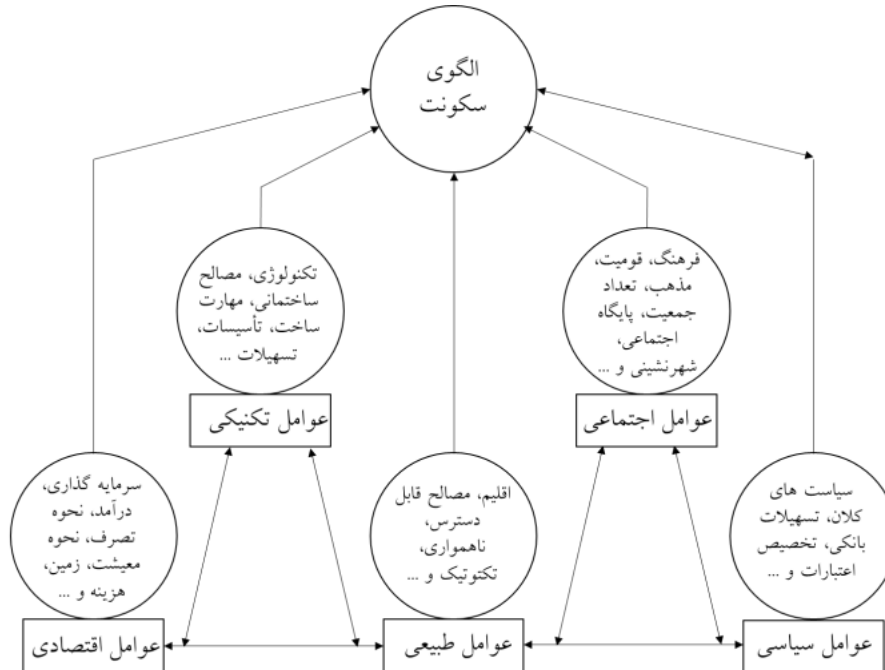 الگوی
سکونت
فرهنگ، قومیت،
مذهب، تعداد
جمعیت، پایگاه
اجتماعی،
شهرنشینی و ...
عوامل اجتماعی
تکنولوژی، مصالح
ساختمانی، مهارت
ساخت، تأسیسات،
تسهیلات ...
عوامل تکنیکی
سیاست های
کلان، تسهیلات
بانکی، تخصیص
اعتبارات و ...
عوامل سیاسی
اقلیم، مصالح قابل
دسترس،
ناهمواری،
تکتوتیک و ...
عوامل طبیعی
سرمایه گذاری،
درآمد، نحوه
تصرف، نحوه
معیشت، زمین،
هزینه و ...
عوامل اقتصادی